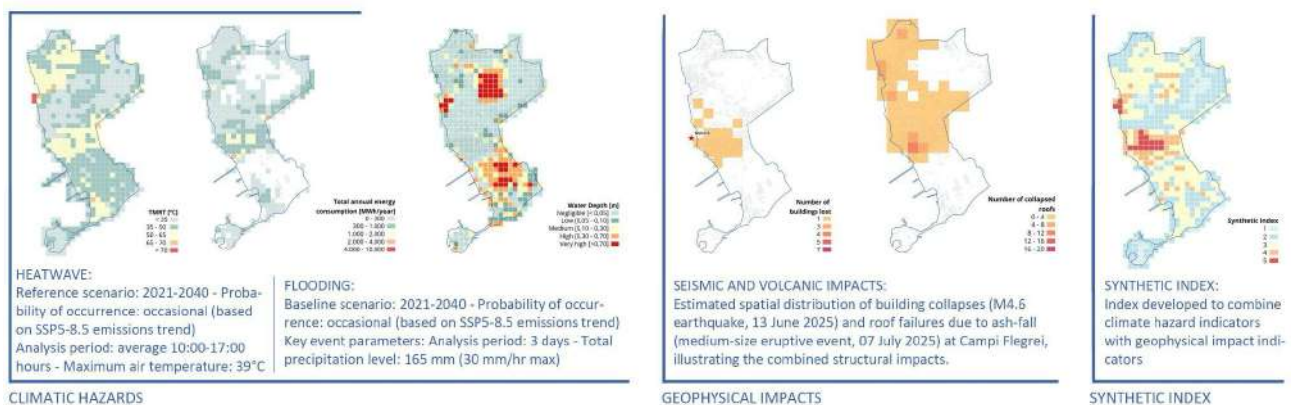 TMRT [°C]
< 35
35 - 50
50 - 65
65 - 70
> 70
Total annual energy
consumption [MWh/year]
0 - 300
300 - 1.000
1.000 - 2.000
2.000 - 4.000
Water Depth [m]
Negligible [< 0,05]
Low [0,05 - 0,10]
Medium [0,10 - 0,30]
High [0,30 - 0,70]
Very high [>0,70]
Number of
buildings lost
1
3
4
5
7
Number of collapsed
roofs
0 - 4
4 - 8
8 - 12
12 - 16
16 - 20
Synthetic index
1
2
3
4
5
HEATWAVE:
Reference scenario: 2021-2040 - Proba-
bility of occurrence: occasional (based
on SSP5-8.5 emissions trend)
Analysis period: average 10:00-17:00
hours - Maximum air temperature: 39°C
FLOODING:
Baseline scenario: 2021-2040 - Probability of occur-
rence: occasional (based on SSP5-8.5 emissions trend)
Key event parameters: Analysis period: 3 days - Total
precipitation level: 165 mm (30 mm/hr max)
SEISMIC AND VOLCANIC IMPACTS:
Estimated spatial distribution of building collapses (M4.6
earthquake, 13 June 2025) and roof failures due to ash-fall
(medium-size eruptive event, 07 July 2025) at Campi Flegrei,
illustrating the combined structural impacts.
SYNTHETIC INDEX:
Index developed to combine
climate hazard indicators
with geophysical impact indi-
cators
CLIMATIC HAZARDS
GEOPHYSICAL IMPACTS
SYNTHETIC INDEX